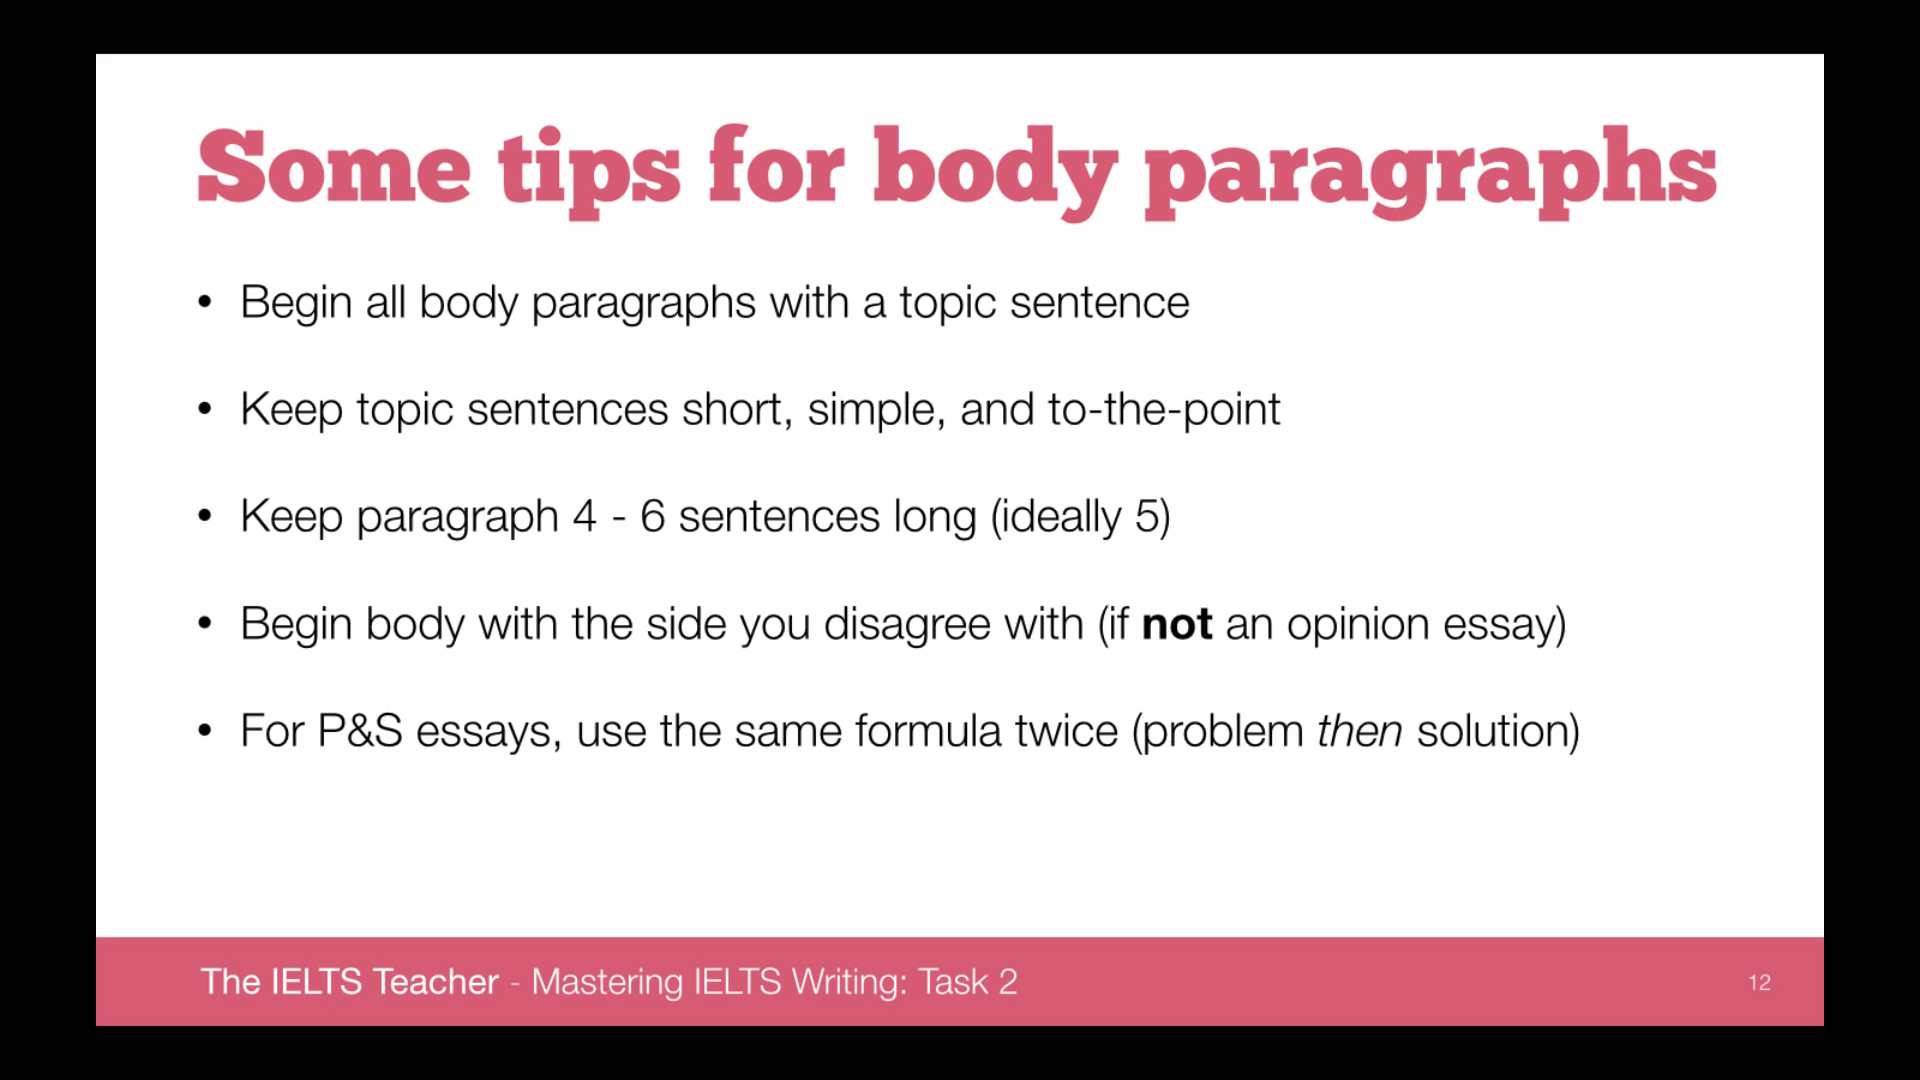 Some tips for body paragraphs
• Begin all body paragraphs with a topic sentence
• Keep topic sentences short, simple, and to-the-point
• Keep paragraph 4 - 6 sentences long (ideally 5)
• Begin body with the side you disagree with (if not an opinion essay)
• For P&S essays, use the same formula twice (problem then solution)
The IELTS Teacher - Mastering IELTS Writing: Task 2
12